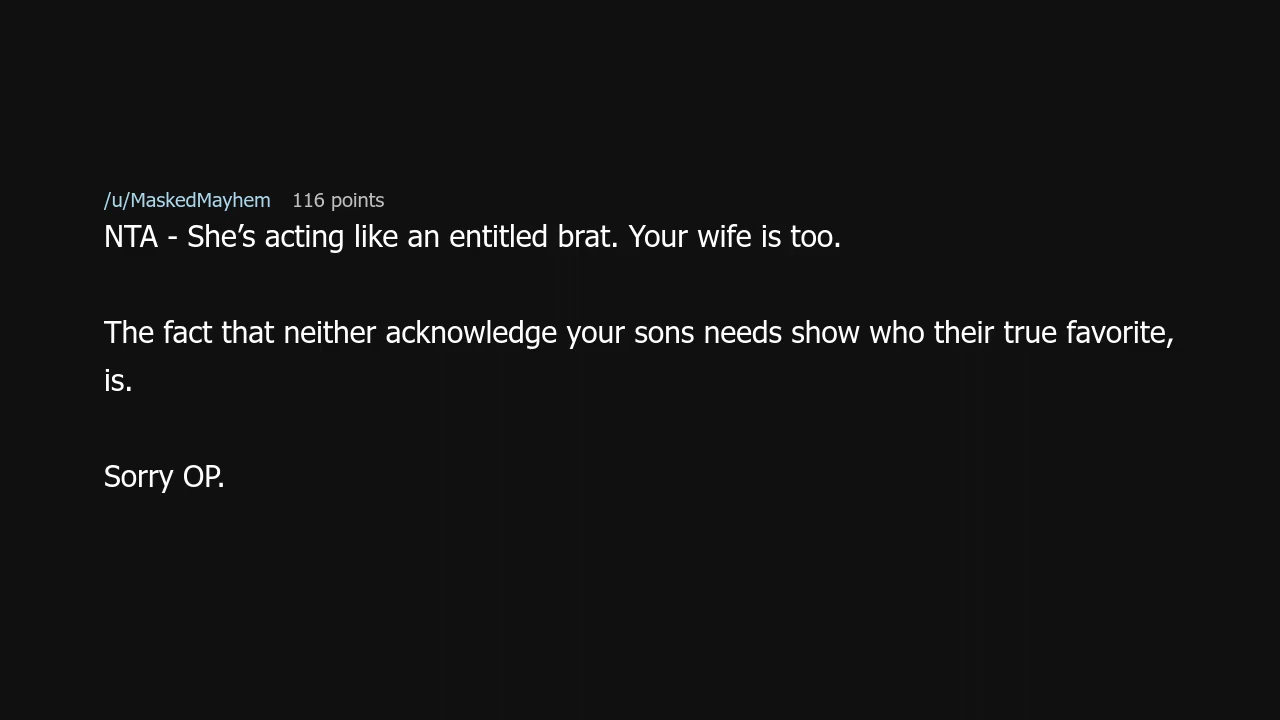 /u/MaskedMayhem 116 points
NTA - She’s acting like an entitled brat. Your wife is too.
The fact that neither acknowledge your sons needs show who their true favorite,
is.
Sorry OP.